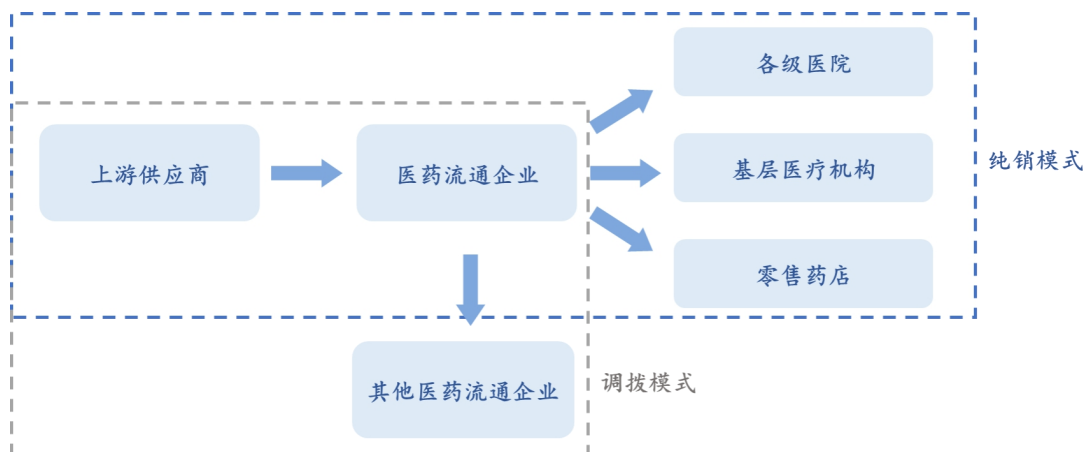 各级医院
上游供应商
医药流通企业
基层医疗机构
纯销模式
零售药店
其他医药流通企业
调拨模式